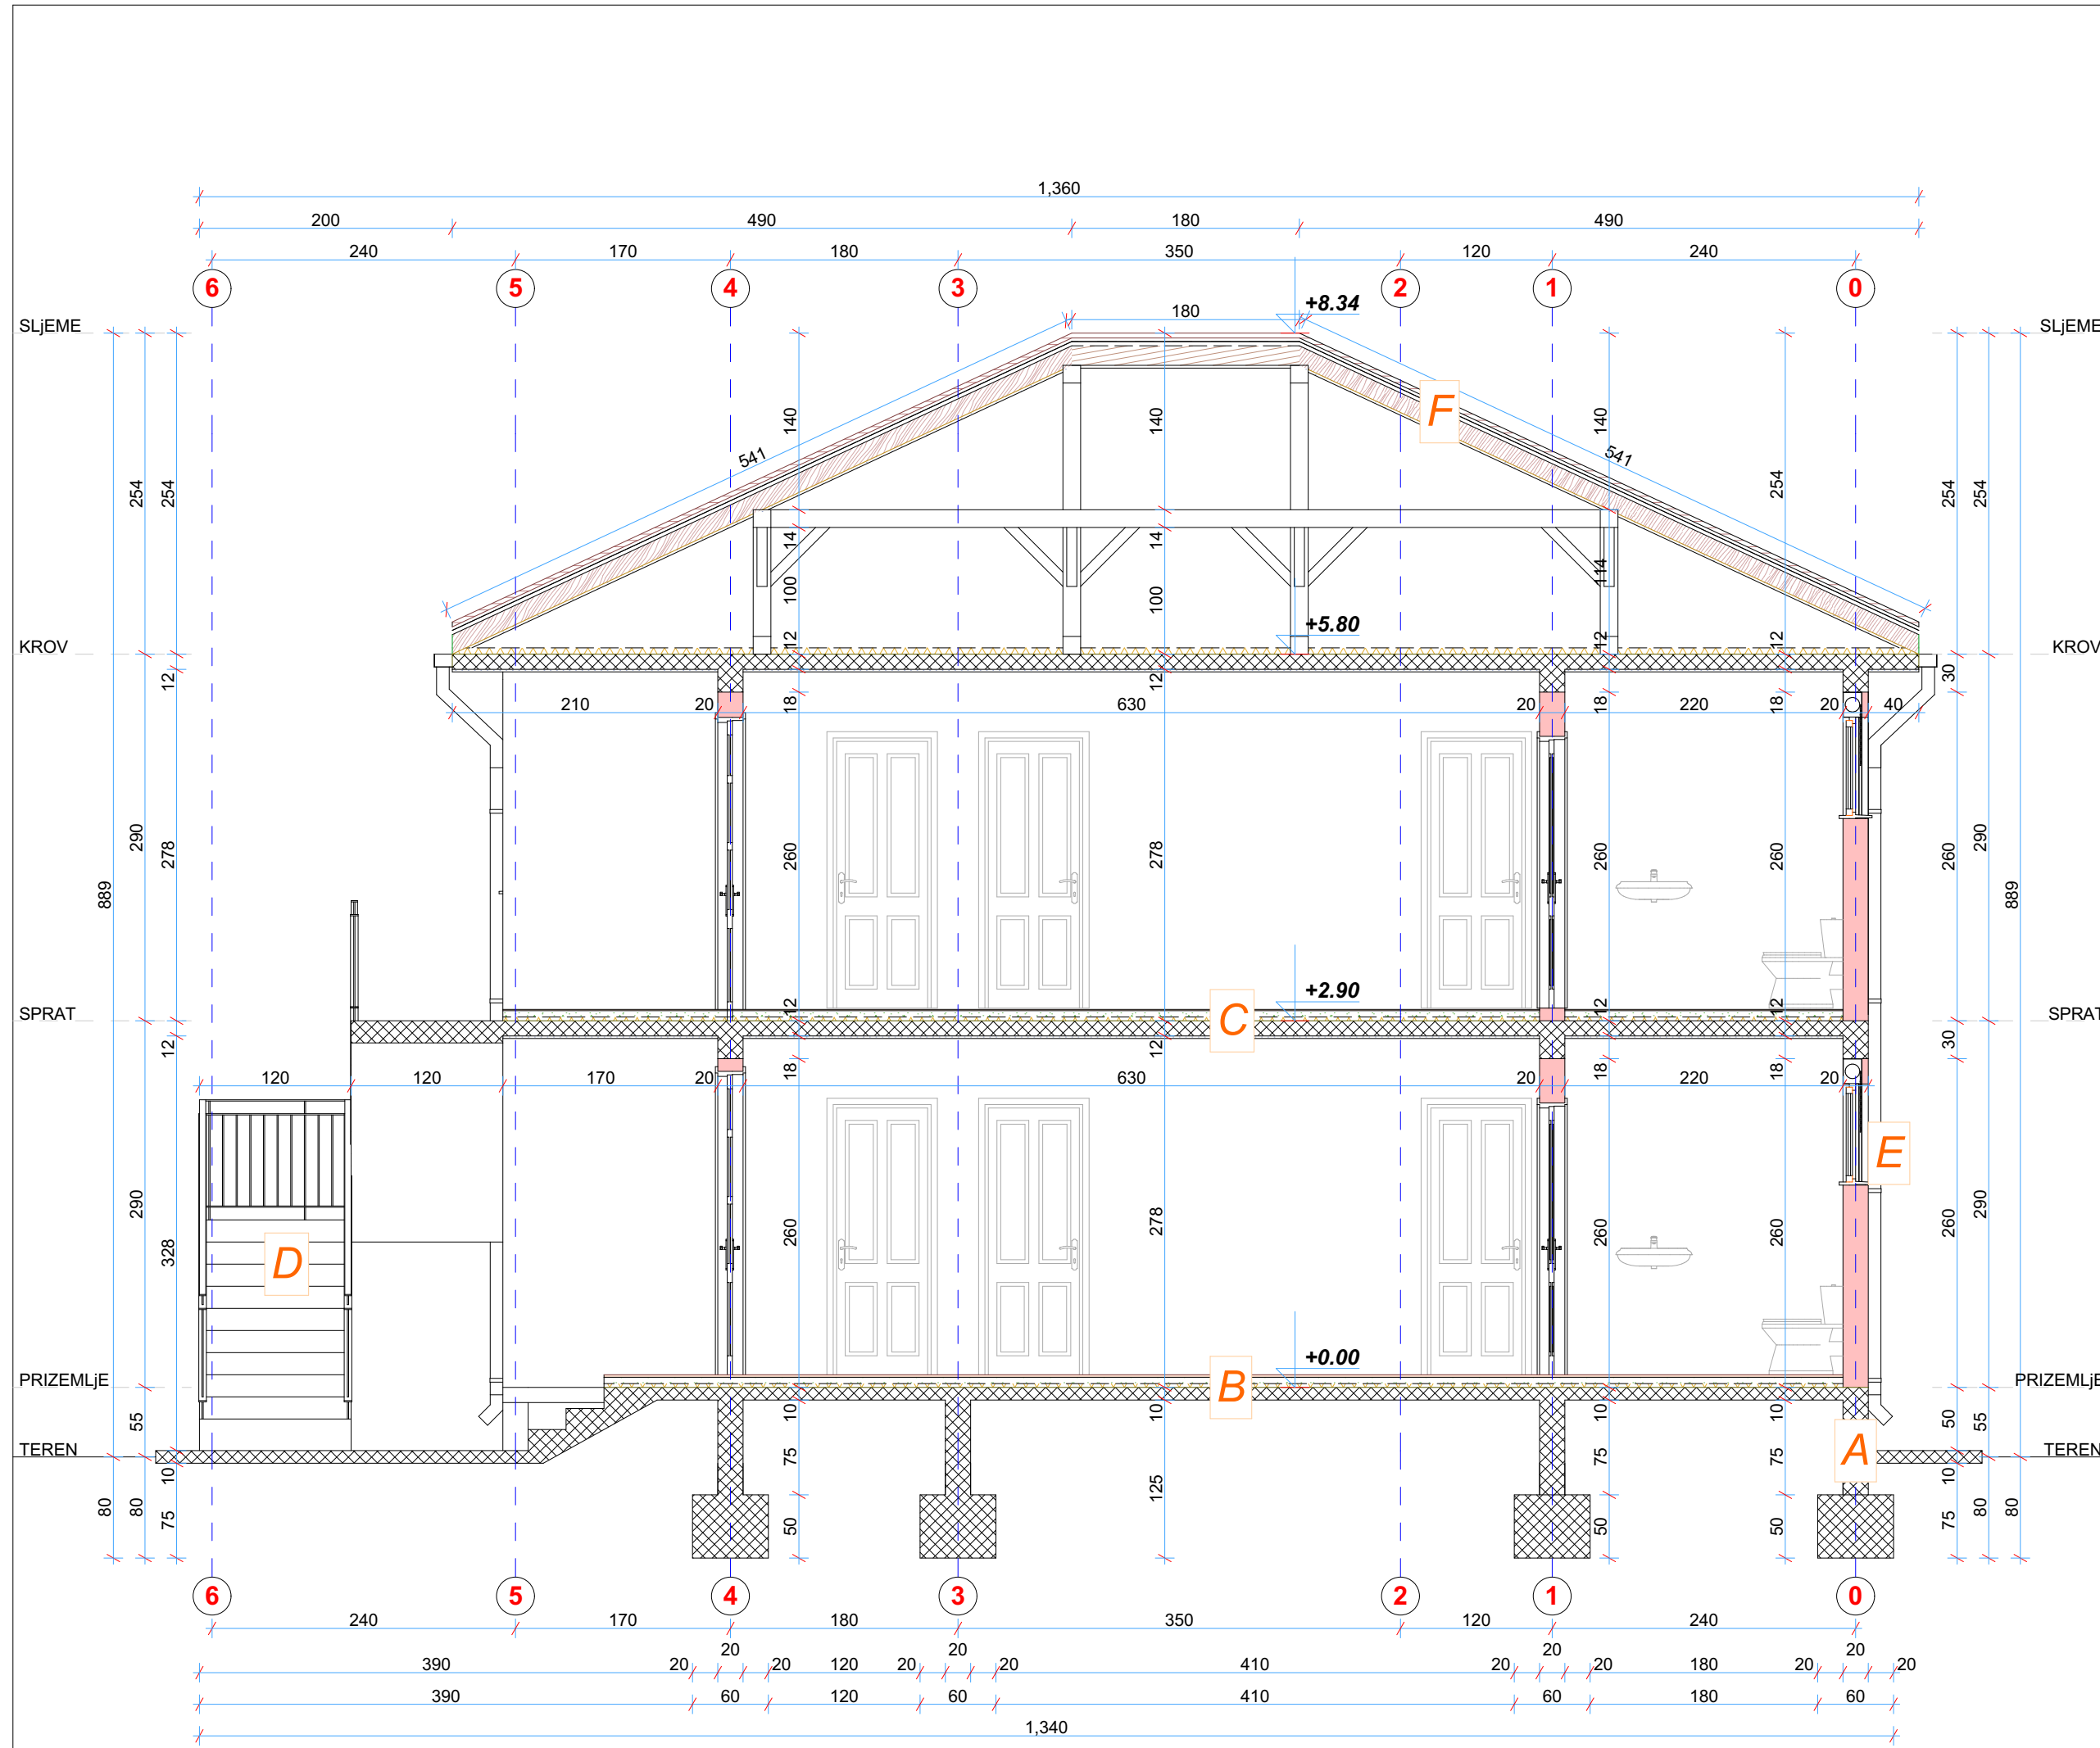 1,360
200 490 180 490
240 170 180 350 120 240
6 5 4 3 2 1 0
180 +8.34
SLjEME SLjEME
F
140 140 140
541 541
254 254 254 254 254
14 14
100 100 114
+5.80
KROV 12 12 12 KROV
12 12 30
210 20 18 630 20 18 220 18 20 40
290 278 260 278 260 260 260 290
889 889
+2.90
SPRAT 12 C 12 12 SPRAT
12 12 30
120 120 170 20 18 630 20 18 220 18 20
E
290 328 260 278 260 260 260 290
D
+0.00
PRIZEMLjE B PRIZEMLjE
55 10 10 10 10 50 55
TEREN A TEREN
80 80 10 75 75 125 75 75 10 80 80
75 50 50 50 75
6 5 4 3 2 1 0
240 170 180 350 120 240
20 20 20 20
390 20 20 120 20 20 410 20 20 180 20 20
390 60 120 60 410 60 180 60
1,340